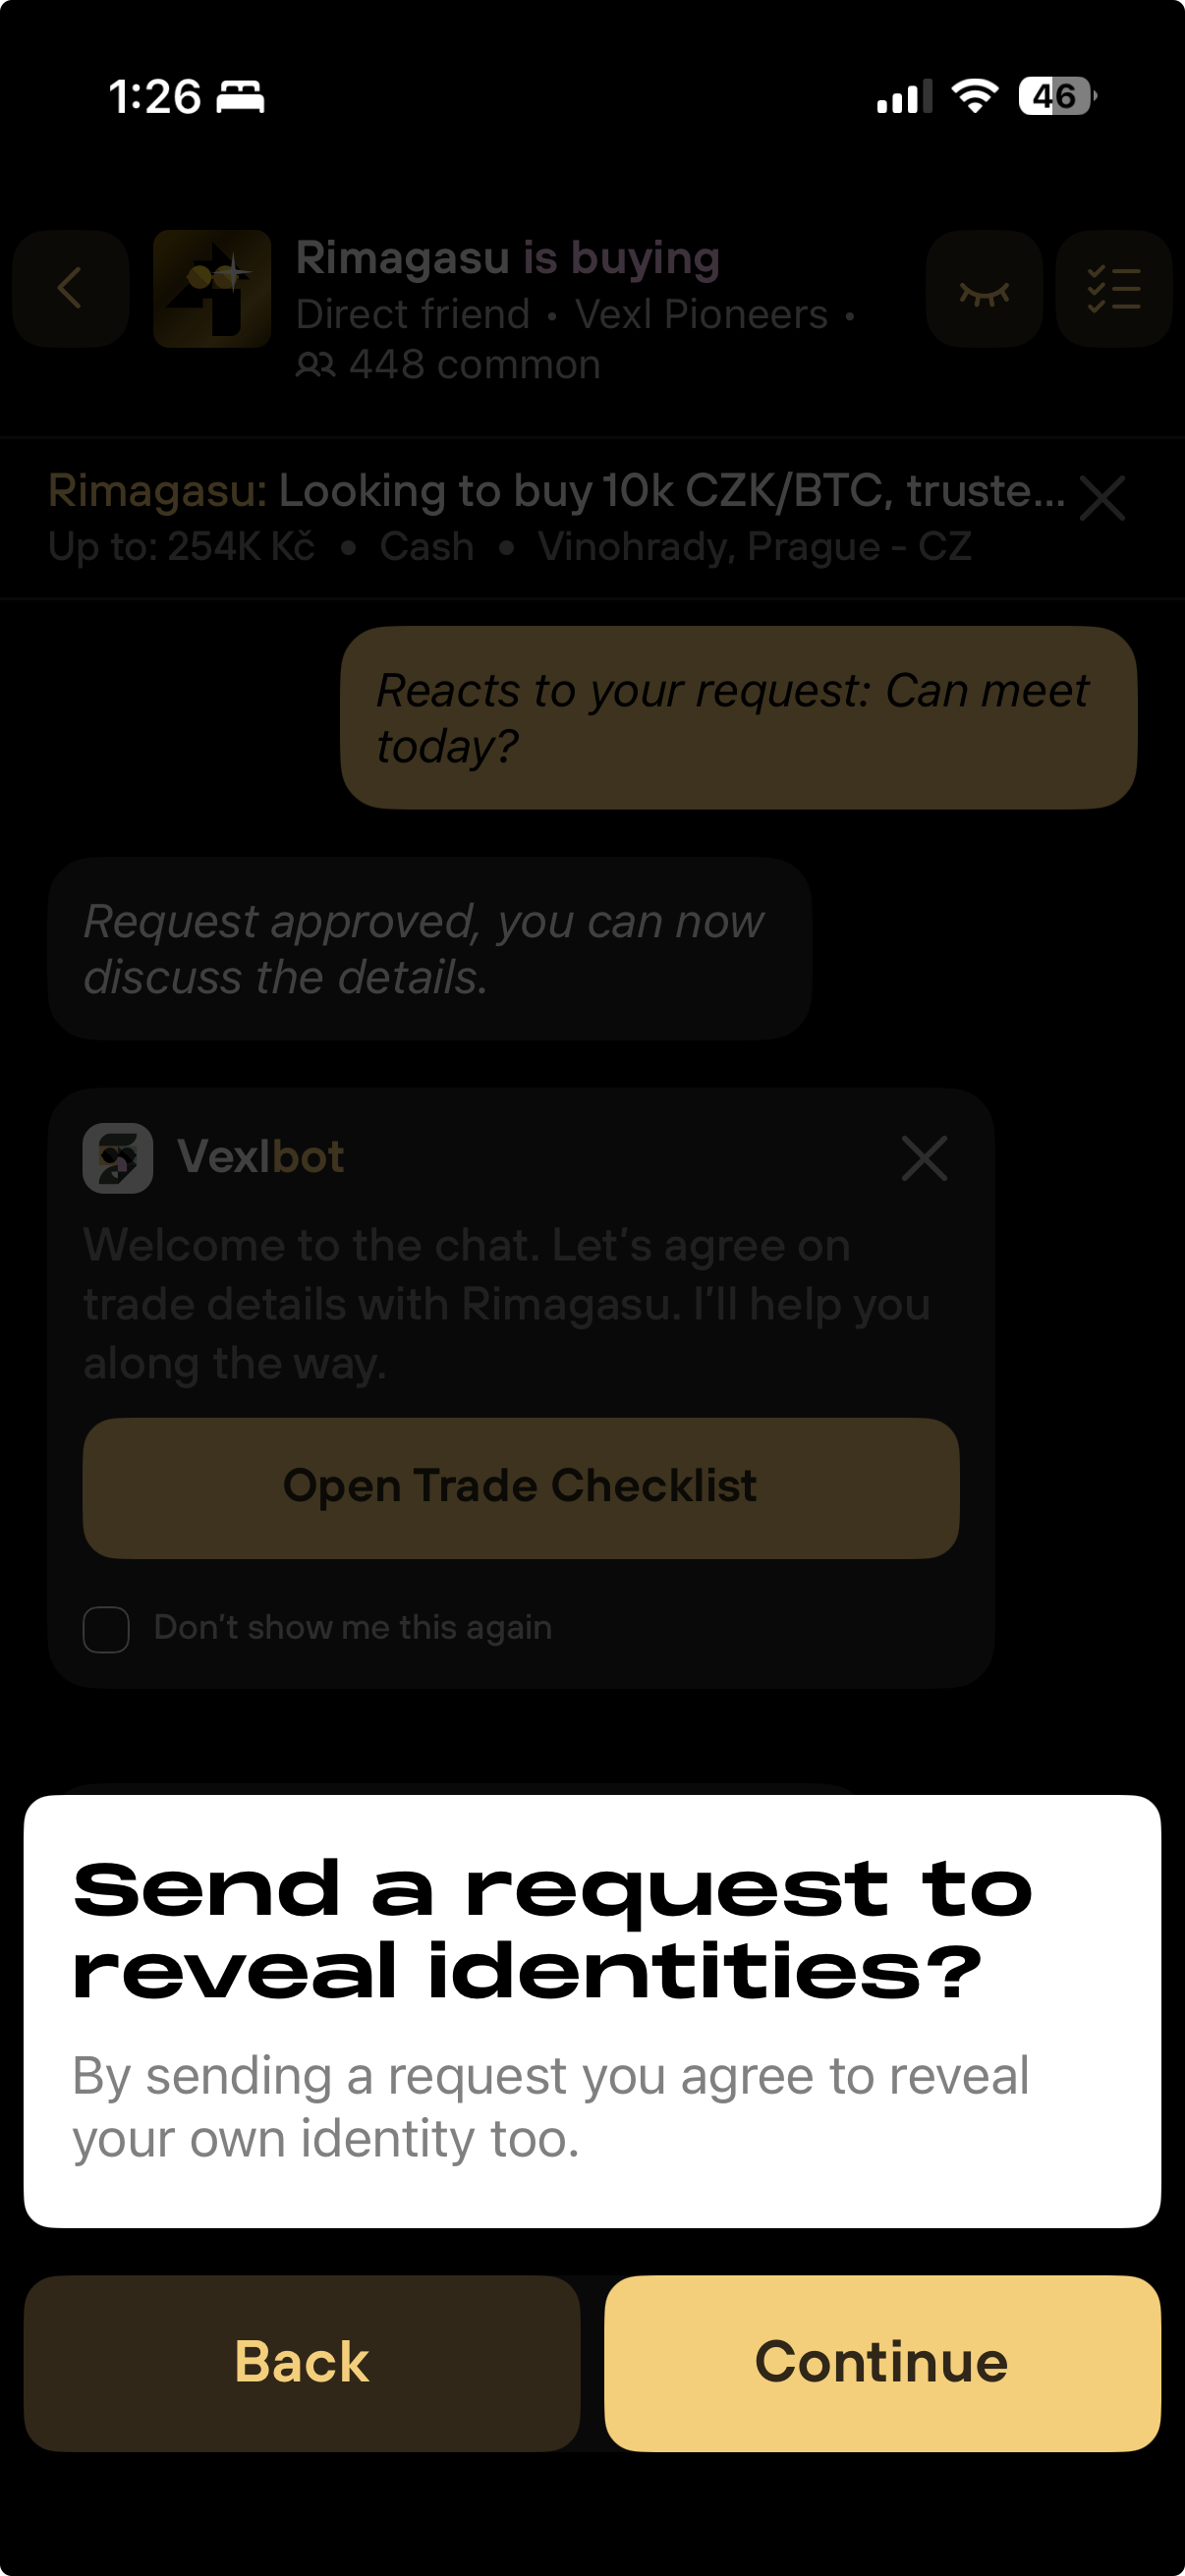 1:26
46
Rimagasu is buying
Direct friend • Vexl Pioneers •
448 common
Rimagasu: Looking to buy 10k CZK/BTC, truste...
Up to: 254K Kč • Cash • Vinohrady, Prague - CZ
Reacts to your request: Can meet
today?
Request approved, you can now
discuss the details.
Vexlbot
Welcome to the chat. Let’s agree on
trade details with Rimagasu. I’ll help you
along the way.
Open Trade Checklist
Don’t show me this again
Send a request to
reveal identities?
By sending a request you agree to reveal
your own identity too.
Back
Continue